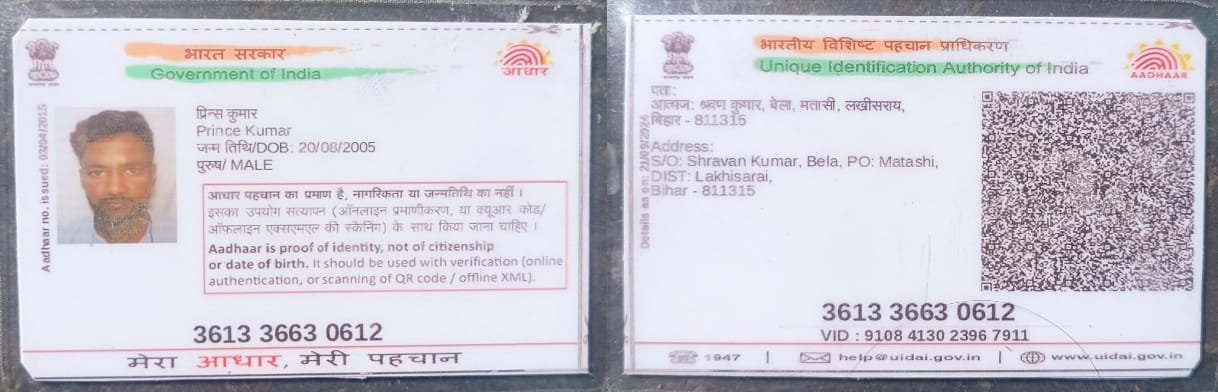 भारत सरकार
Government of India
आधार
Aadhaar no. issued: 03/04/2015
प्रिन्स कुमार
Prince Kumar
जन्म तिथि/DOB: 20/08/2005
पुरुष/ MALE
आधार पहचान का प्रमाण है, नागरिकता या जन्मतिथि का नहीं ।
इसका उपयोग सत्यापन (ऑनलाइन प्रमाणीकरण, या क्यूआर कोड/
ऑफलाइन एक्सएमएल की स्कैनिंग) के साथ किया जाना चाहिए ।
Aadhaar is proof of identity, not of citizenship
or date of birth. It should be used with verification (online
authentication, or scanning of QR code / offline XML).
3613 3663 0612
मेरा आधार, मेरी पहचान
भारतीय विशिष्ट पहचान प्राधिकरण
Unique Identification Authority of India
AADHAAR
पता:
आत्मज: श्रवण कुमार, बेला, मतासी, लखीसराय,
बिहार - 811315
Address:
S/O: Shravan Kumar, Bela, PO: Matashi,
DIST: Lakhisarai,
Bihar - 811315
Details as on: 21/09/2024
3613 3663 0612
VID : 9108 4130 2396 7911
1947 | help@uidai.gov.in | www.uidai.gov.in